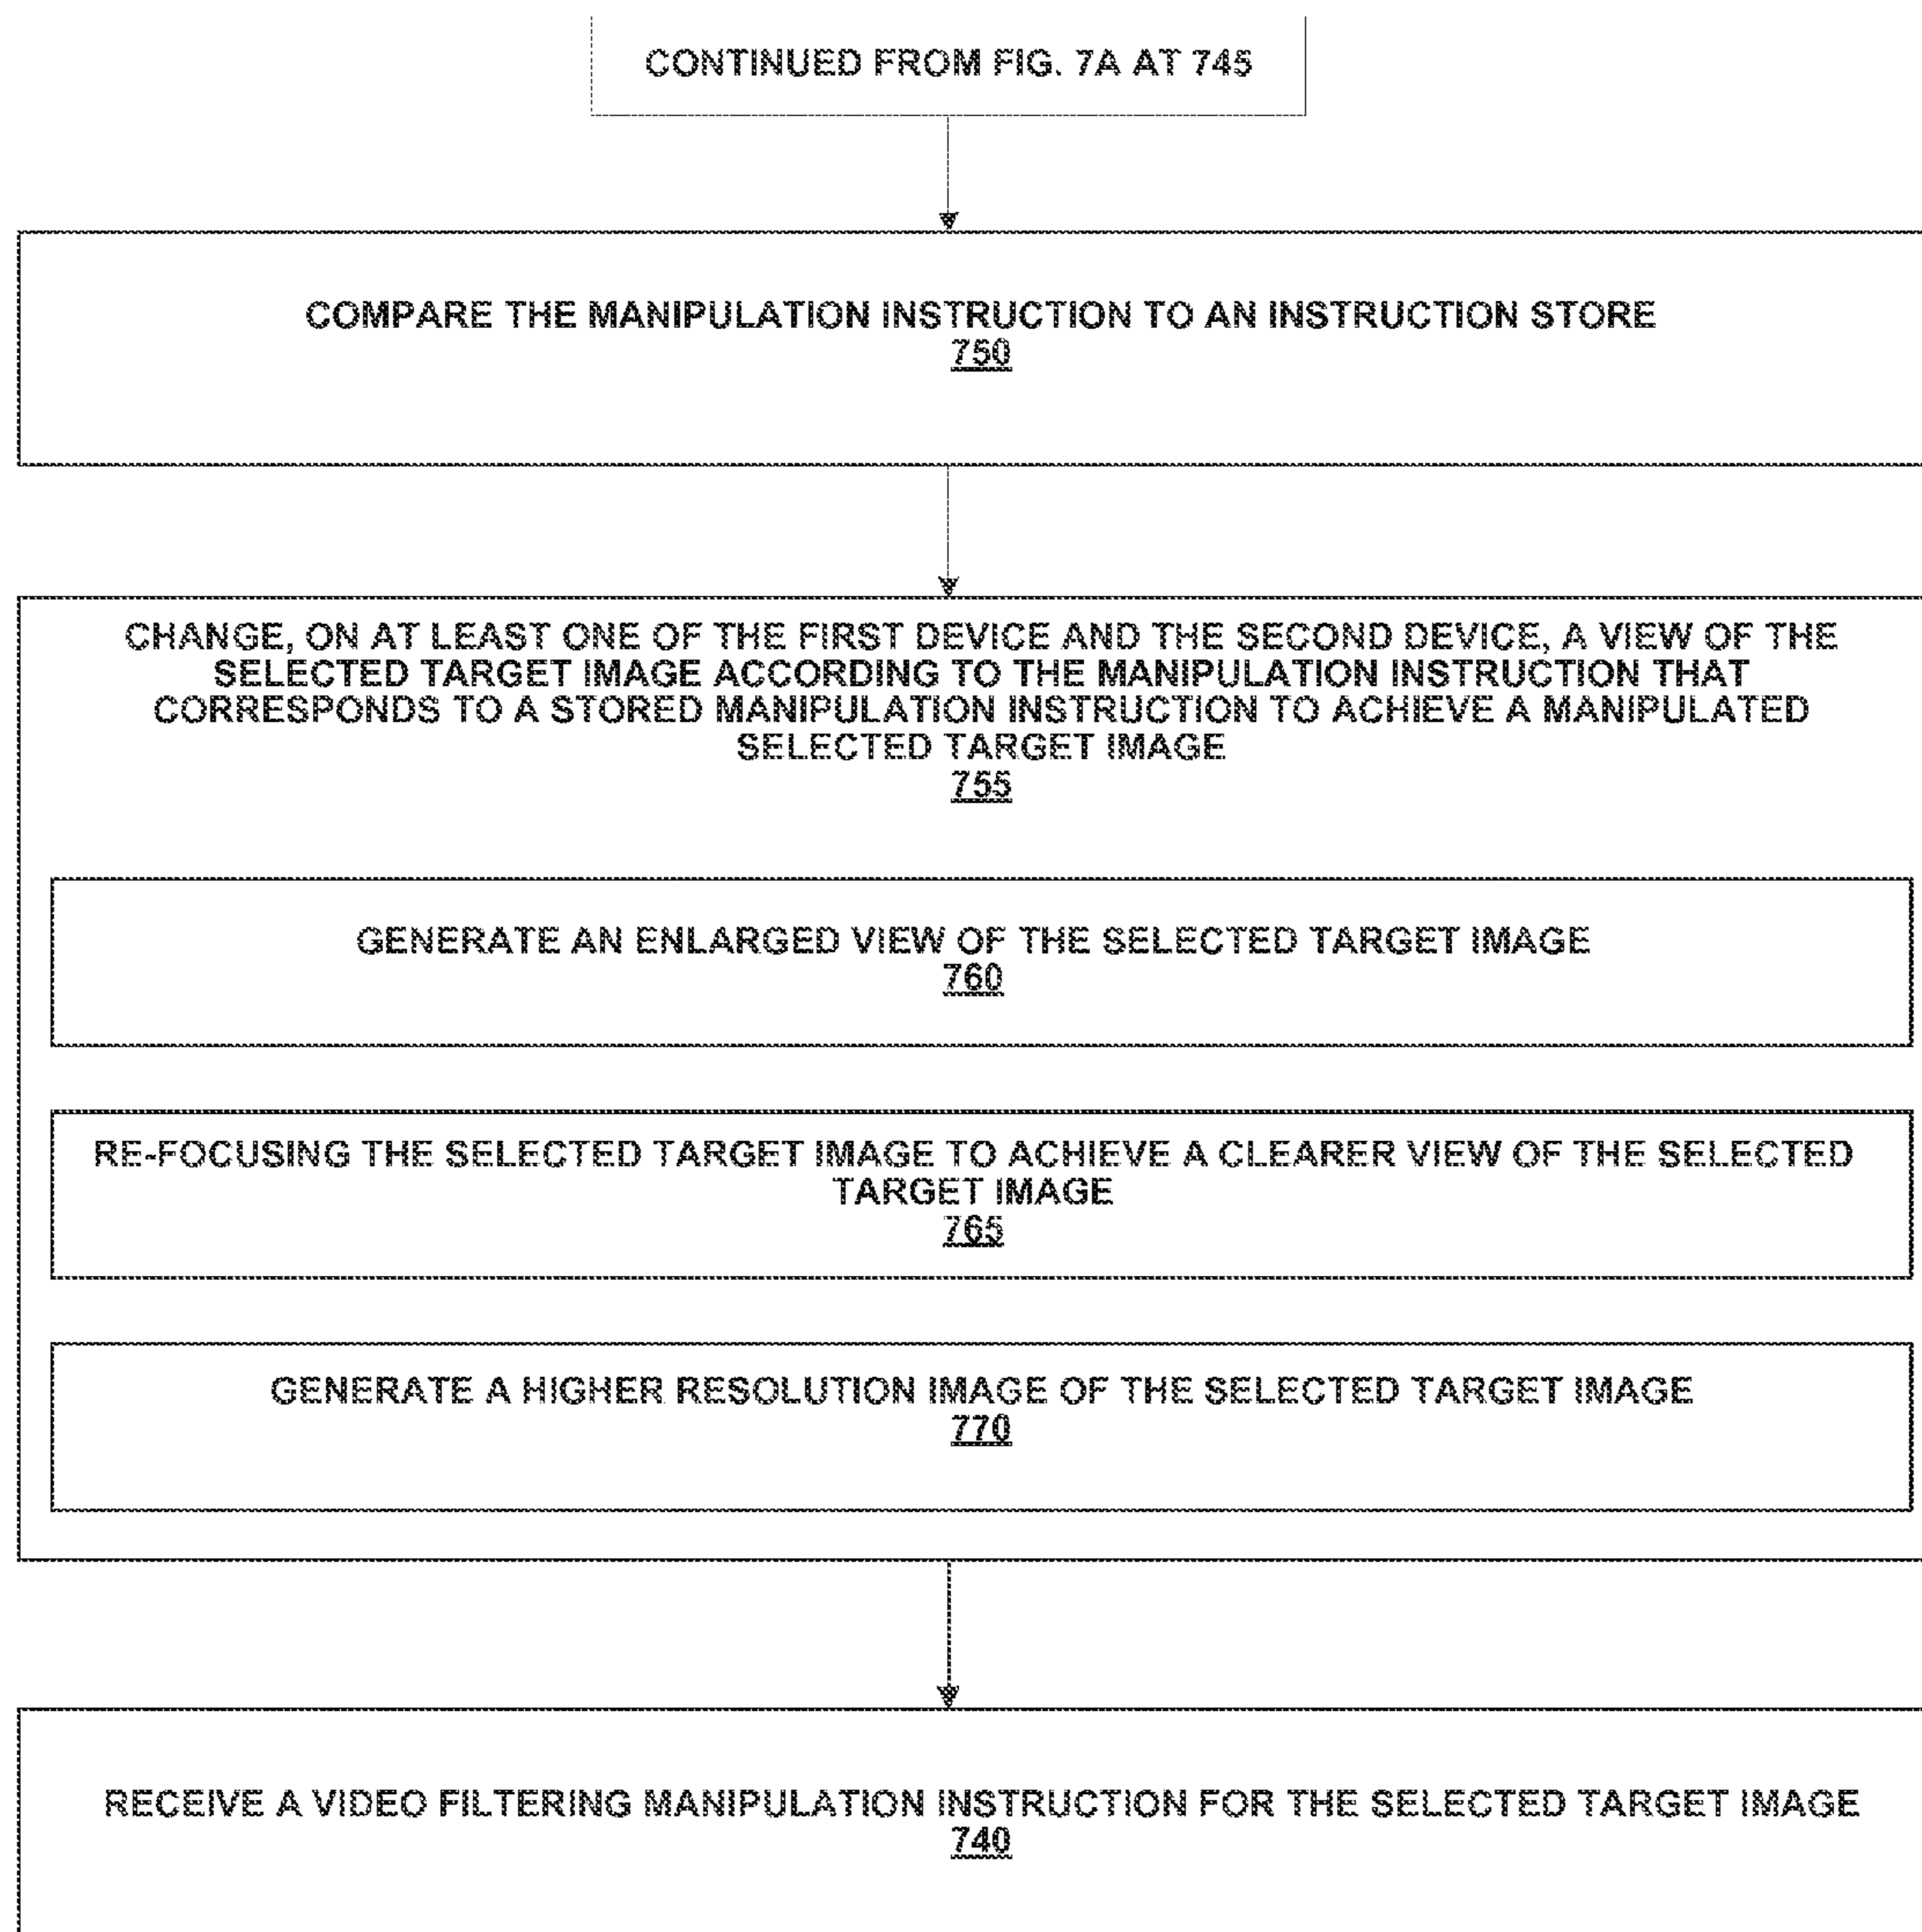 CONTINUED FROM FIG. 7A AT 745
COMPARE THE MANIPULATION INSTRUCTION TO AN INSTRUCTION STORE
750
CHANGE, ON AT LEAST ONE OF THE FIRST DEVICE AND THE SECOND DEVICE, A VIEW OF THE
SELECTED TARGET IMAGE ACCORDING TO THE MANIPULATION INSTRUCTION THAT
CORRESPONDS TO A STORED MANIPULATION INSTRUCTION TO ACHIEVE A MANIPULATED
SELECTED TARGET IMAGE
755
GENERATE AN ENLARGED VIEW OF THE SELECTED TARGET IMAGE
760
RE-FOCUSING THE SELECTED TARGET IMAGE TO ACHIEVE A CLEARER VIEW OF THE SELECTED
TARGET IMAGE
765
GENERATE A HIGHER RESOLUTION IMAGE OF THE SELECTED TARGET IMAGE
770
RECEIVE A VIDEO FILTERING MANIPULATION INSTRUCTION FOR THE SELECTED TARGET IMAGE
740